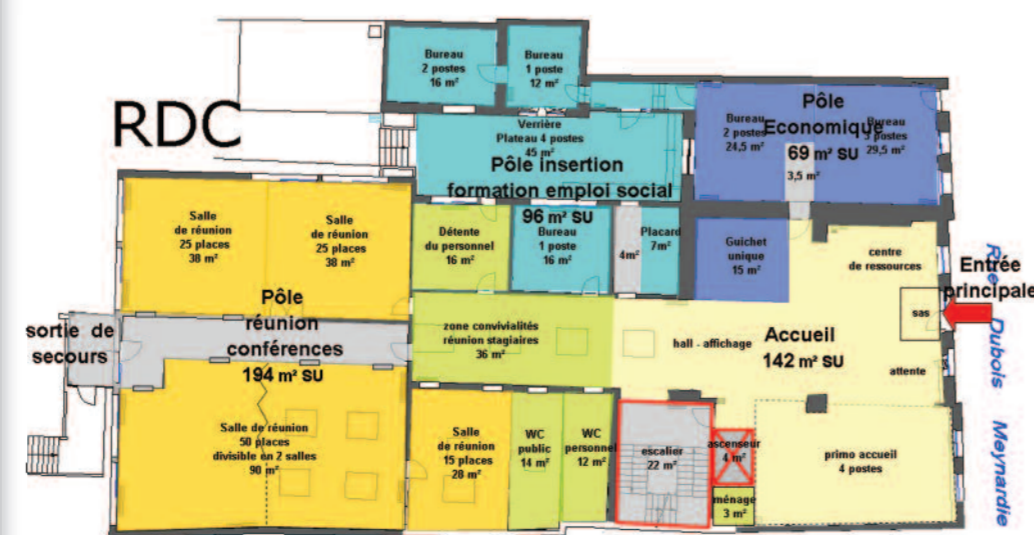 RDC
Bureau
2 postes
16 m²
Bureau
1 poste
12 m²
Verrière
Plateau 4 postes
45 m²
Pôle insertion
formation emploi social
96 m² SU
Bureau
2 postes
24,5 m²
Pôle
Economique
69 m² SU
3,5 m²
Bureau
3 postes
29,5 m²
Salle
de réunion
25 places
38 m²
Salle
de réunion
25 places
38 m²
Détente
du personnel
16 m²
Bureau
1 poste
16 m²
4m²
Placard
7m²
Guichet
unique
15 m²
centre
de ressources
Entrée
principale
sas
Rue Dubois Meynardie
sortie de
secours
Pôle
réunion
conférences
194 m² SU
zone convivialités
réunion stagiaires
36 m²
hall - affichage
Accueil
142 m² SU
attente
Salle de réunion
50 places
divisible en 2 salles
90 m²
Salle
de réunion
15 places
28 m²
WC
public
14 m²
WC
personnel
12 m²
escalier
22 m²
ascenseur
4 m²
ménage
3 m²
primo accueil
4 postes